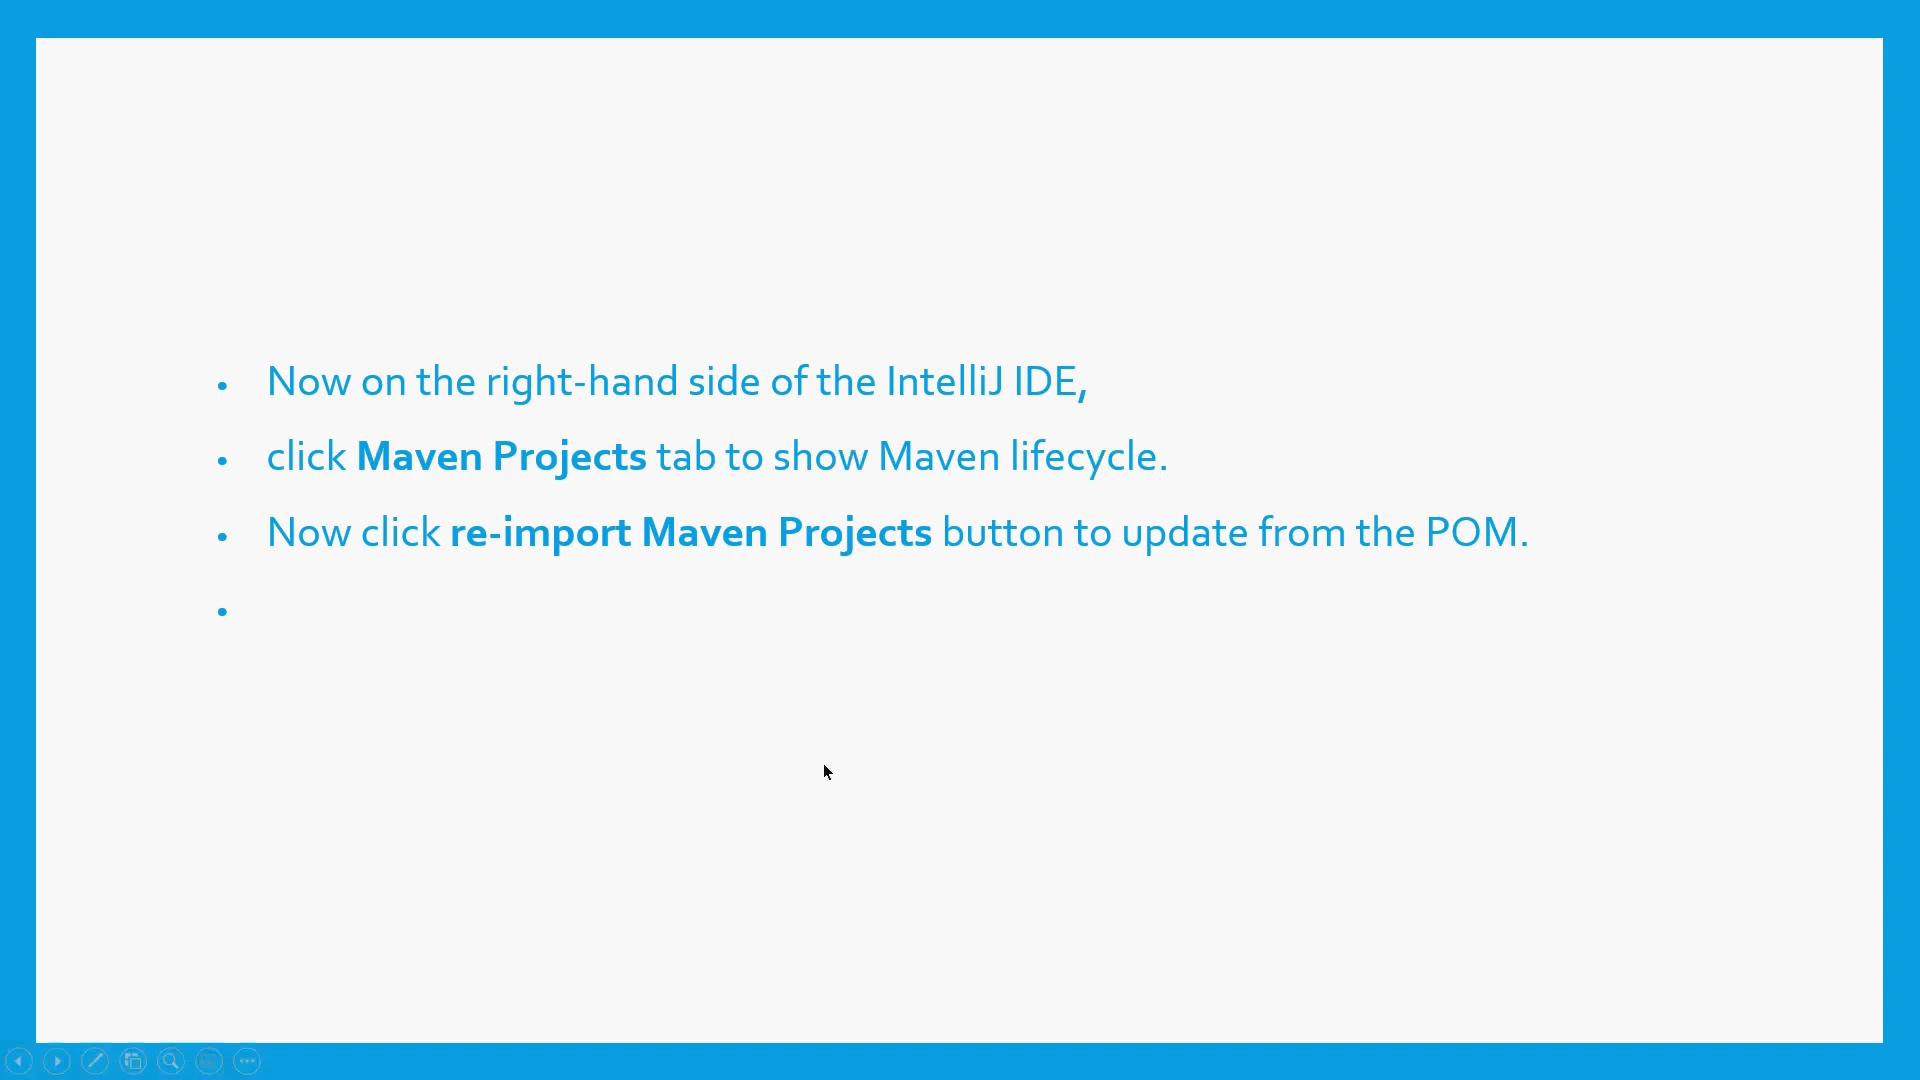 • Now on the right-hand side of the IntelliJ IDE,
• click Maven Projects tab to show Maven lifecycle.
• Now click re-import Maven Projects button to update from the POM.
•